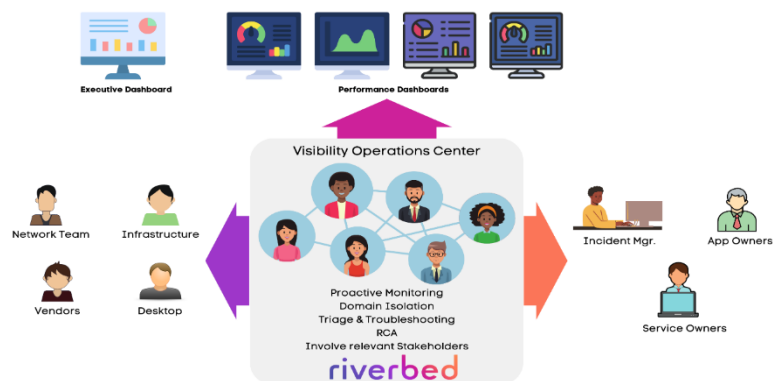 Executive Dashboard
Performance Dashboards
Visibility Operations Center
Network Team
Infrastructure
Vendors
Desktop
Proactive Monitoring
Domain Isolation
Triage & Troubleshooting
RCA
Involve relevant Stakeholders
riverbed
Incident Mgr.
App Owners
Service Owners